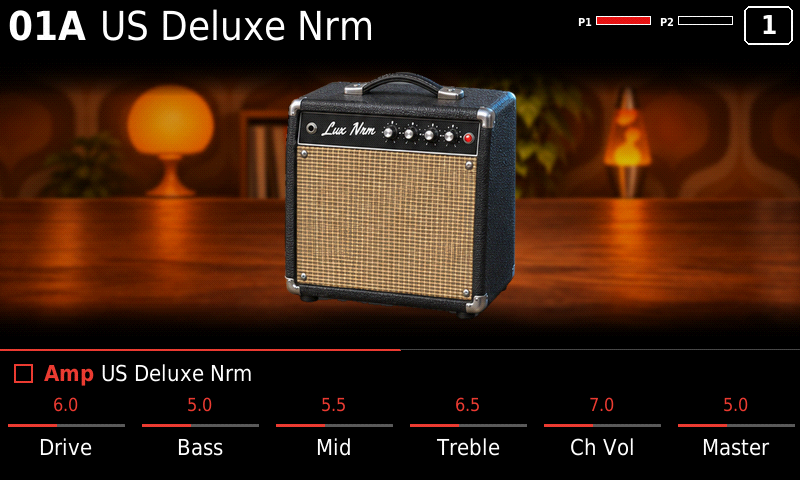 01A US Deluxe Nrm
P1 P2 1
Lux Nrm
Amp US Deluxe Nrm
6.0 5.0 5.5 6.5 7.0 5.0
Drive Bass Mid Treble Ch Vol Master